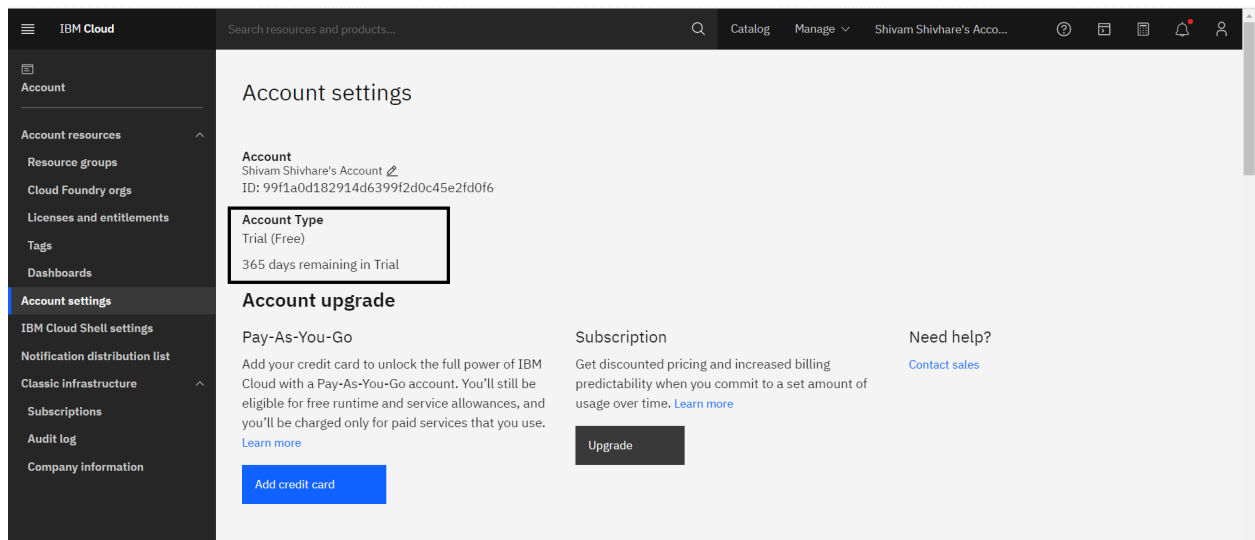 IBM Cloud
Search resources and products...
Catalog
Manage
Shivam Shivhare's Acco...
Account
Account resources
Resource groups
Cloud Foundry orgs
Licenses and entitlements
Tags
Dashboards
Account settings
IBM Cloud Shell settings
Notification distribution list
Classic infrastructure
Subscriptions
Audit log
Company information
Account settings
Account
Shivam Shivhare's Account
ID: 99f1a0d182914d6399f2d0c45e2fd0f6
Account Type
Trial (Free)
365 days remaining in Trial
Account upgrade
Pay-As-You-Go
Add your credit card to unlock the full power of IBM
Cloud with a Pay-As-You-Go account. You'll still be
eligible for free runtime and service allowances, and
you'll be charged only for paid services that you use.
Learn more
Add credit card
Subscription
Get discounted pricing and increased billing
predictability when you commit to a set amount of
usage over time. Learn more
Upgrade
Need help?
Contact sales